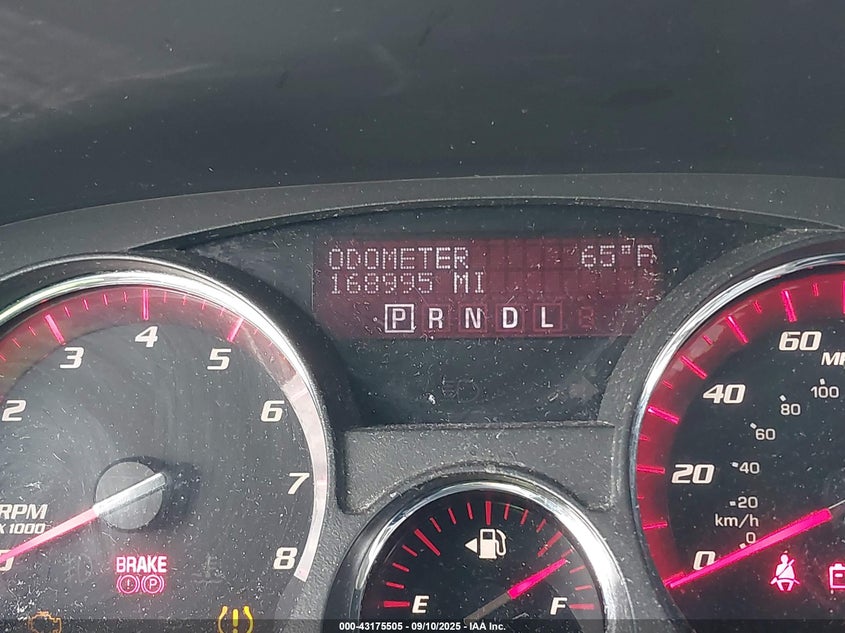 ODOMETER 65°F
168995 MI
P R N D L
2 3 4 5 6 7 8
RPM
X 1000
BRAKE
E F
0 20 40 60
km/h
0 20 40 60 80 100
000-43175505 - 09/10/2025 - IAA Inc.